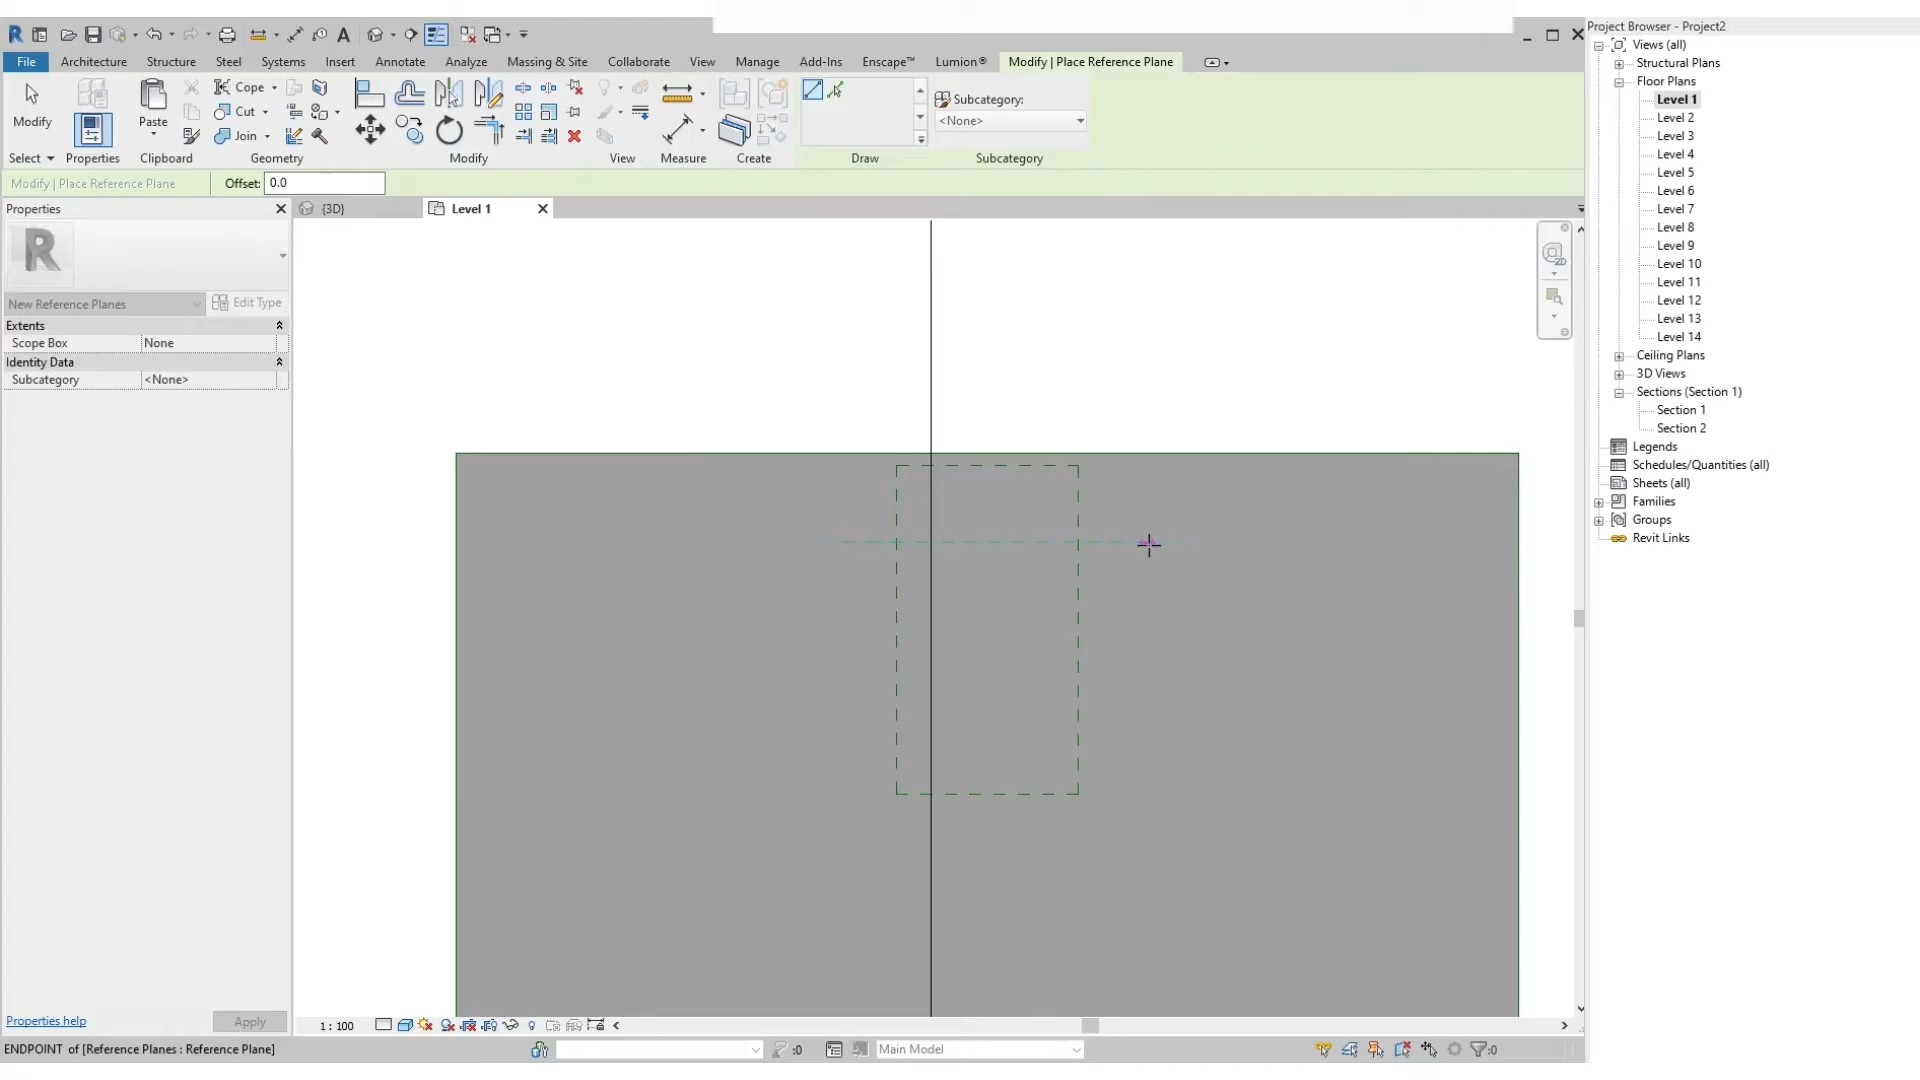 Project Browser - Project2
File Architecture Structure Steel Systems Insert Annotate Analyze Massing & Site Collaborate View Manage Add-Ins Enscape™ Lumion® Modify | Place Reference Plane
Modify
Select
Properties
Paste
Clipboard
Cope
Cut
Join
Geometry
Modify
View
Measure
Create
Draw
Subcategory:
<None>
Subcategory
Modify | Place Reference Plane
Offset: 0.0
Properties
{3D}
Level 1
New Reference Planes
Edit Type
Extents
Scope Box None
Identity Data
Subcategory <None>
Properties help
Apply
1 : 100
ENDPOINT of [Reference Planes : Reference Plane]
:0
Main Model
:0
Views (all)
Structural Plans
Floor Plans
Level 1
Level 2
Level 3
Level 4
Level 5
Level 6
Level 7
Level 8
Level 9
Level 10
Level 11
Level 12
Level 13
Level 14
Ceiling Plans
3D Views
Sections (Section 1)
Section 1
Section 2
Legends
Schedules/Quantities (all)
Sheets (all)
Families
Groups
Revit Links